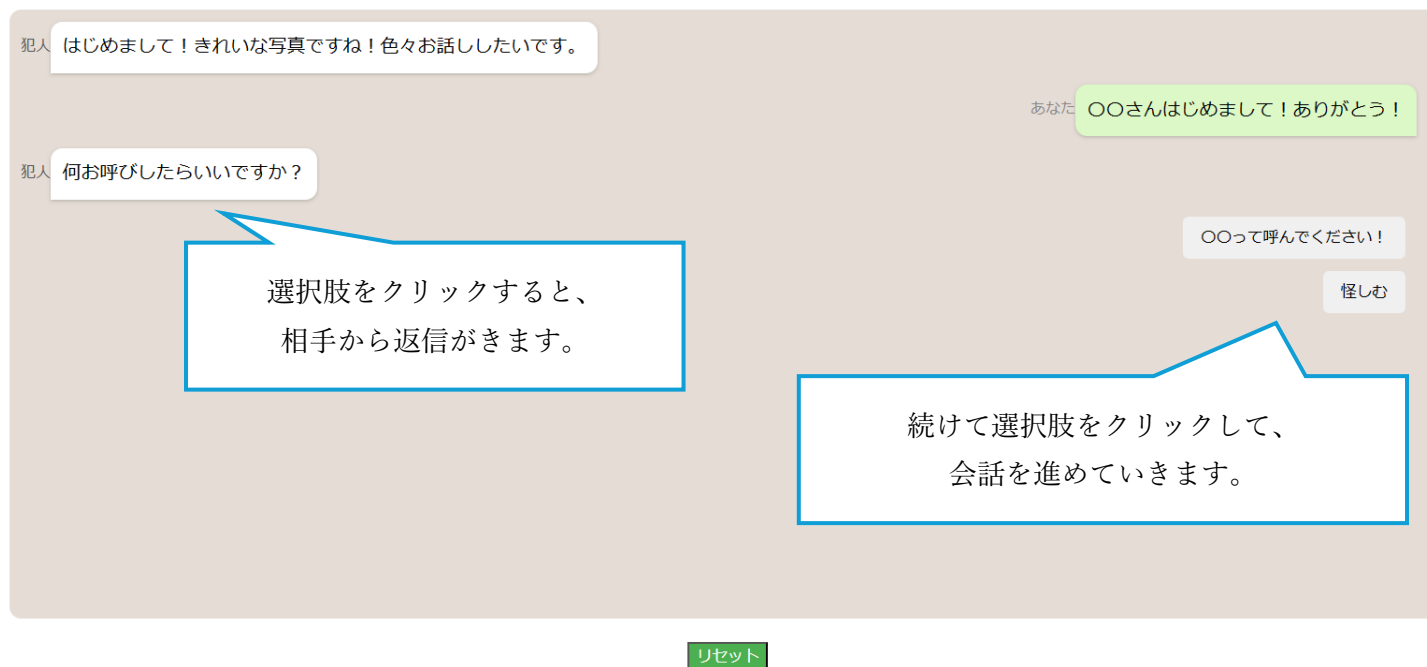 犯人 はじめまして！きれいな写真ですね！色々お話ししたいです。
あなた 〇〇さんはじめまして！ありがとう！
犯人 何お呼びしたらいいですか？
〇〇って呼んでください！
怪しむ
選択肢をクリックすると、
相手から返信がきます。
続けて選択肢をクリックして、
会話を進めていきます。
リセット